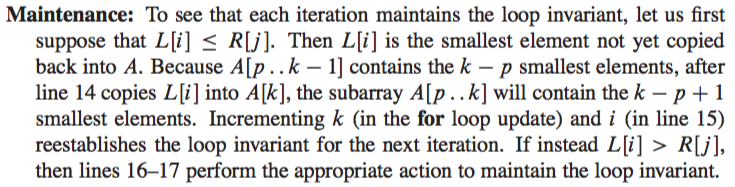 Maintenance: To see that each iteration maintains the loop invariant, let us first
suppose that L[i] ≤ R[j]. Then L[i] is the smallest element not yet copied
back into A. Because A[p . . k − 1] contains the k − p smallest elements, after
line 14 copies L[i] into A[k], the subarray A[p . . k] will contain the k − p + 1
smallest elements. Incrementing k (in the for loop update) and i (in line 15)
reestablishes the loop invariant for the next iteration. If instead L[i] > R[j],
then lines 16–17 perform the appropriate action to maintain the loop invariant.